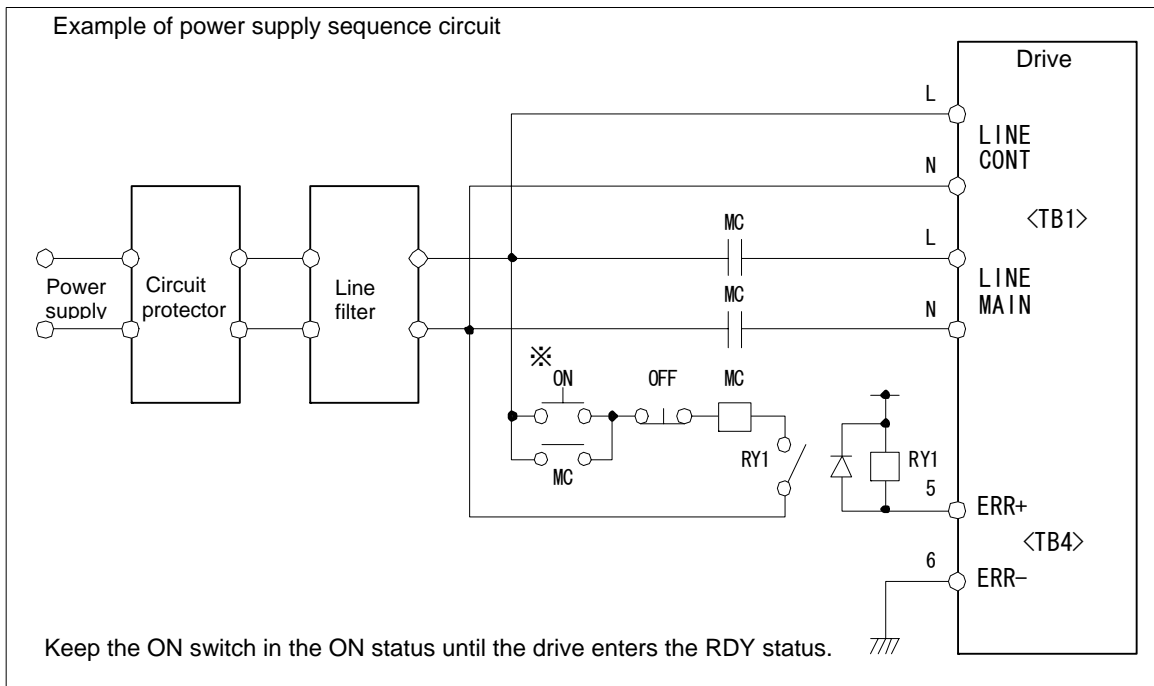 Example of power supply sequence circuit
Drive
L
LINE
CONT
N
<TB1>
MC
L
Power
supply
Circuit
protector
Line
filter
LINE
MAIN
MC
N
※
ON
OFF
MC
MC
RY1
RY1
5
ERR+
<TB4>
6
ERR-
Keep the ON switch in the ON status until the drive enters the RDY status.